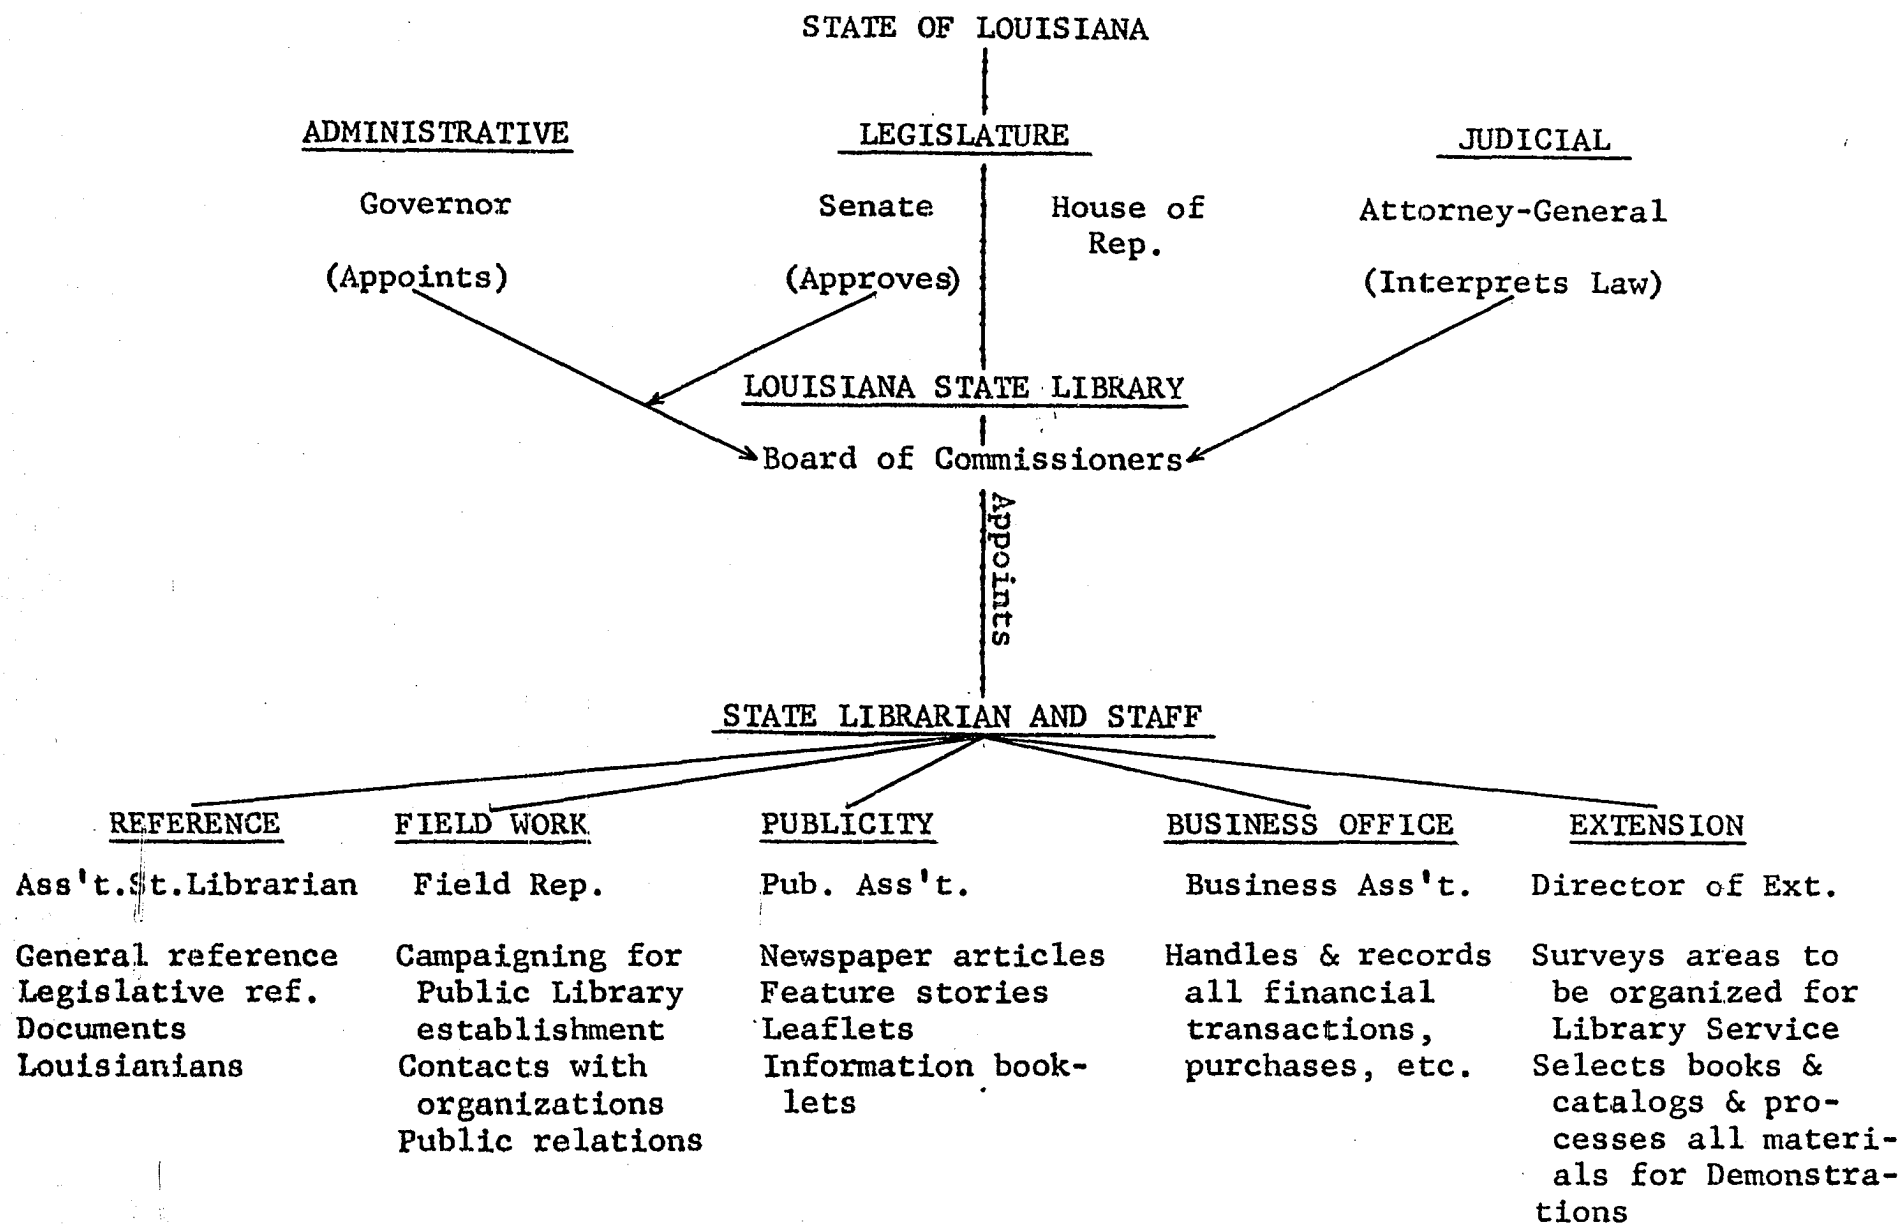 STATE OF LOUISIANA
ADMINISTRATIVE
LEGISLATURE
JUDICIAL
Governor
Senate
House of
Rep.
Attorney-General
(Appoints)
(Approves)
(Interprets Law)
LOUISIANA STATE LIBRARY
Board of Commissioners
Appoints
STATE LIBRARIAN AND STAFF
REFERENCE
Ass't.St.Librarian
General reference
Legislative ref.
Documents
Louisianians
FIELD WORK
Field Rep.
Campaigning for
Public Library
establishment
Contacts with
organizations
Public relations
PUBLICITY
Pub. Ass't.
Newspaper articles
Feature stories
Leaflets
Information book-
lets
BUSINESS OFFICE
Business Ass't.
Handles & records
all financial
transactions,
purchases, etc.
EXTENSION
Director of Ext.
Surveys areas to
be organized for
Library Service
Selects books &
catalogs & pro-
cesses all materi-
als for Demonstra-
tions